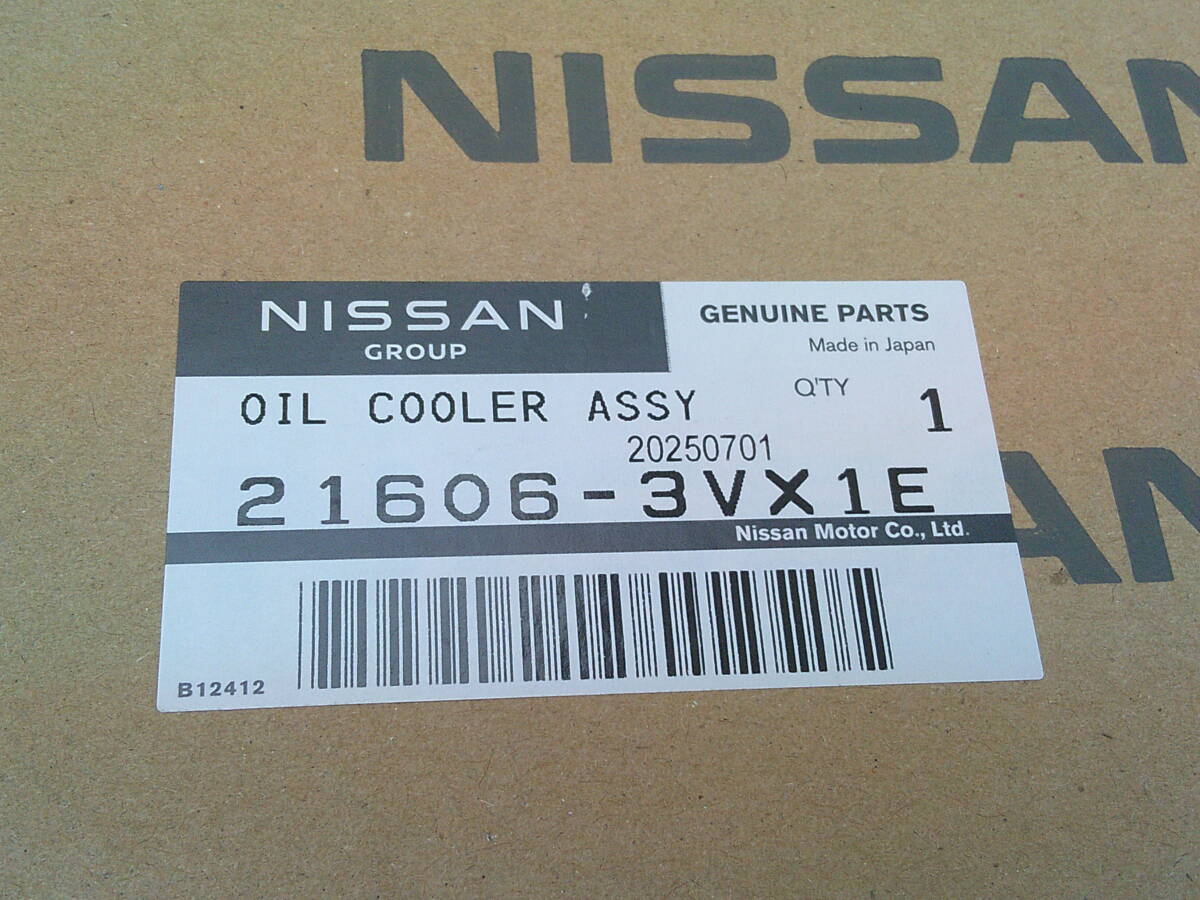 NISSAN
NISSAN
GROUP
GENUINE PARTS
Made in Japan
OIL COOLER ASSY
Q'TY
1
20250701
21606-3VX1E
Nissan Motor Co., Ltd.
AN
B12412